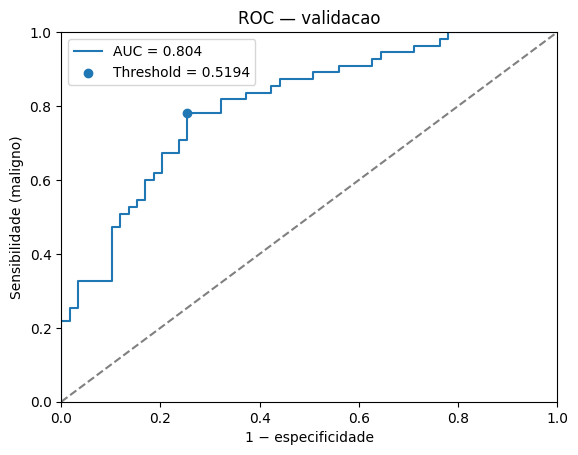 ROC — validacao
AUC = 0.804
Threshold = 0.5194
Sensibilidade (maligno)
1.0
0.8
0.6
0.4
0.2
0.0
0.0 0.2 0.4 0.6 0.8 1.0
1 − especificidade